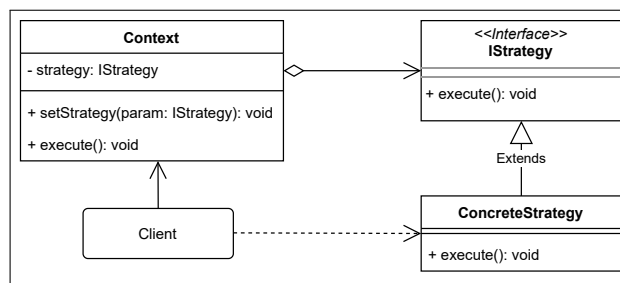 Context
- strategy: IStrategy
+ setStrategy(param: IStrategy): void
+ execute(): void
<<Interface>>
IStrategy
+ execute(): void
Extends
Client
ConcreteStrategy
+ execute(): void